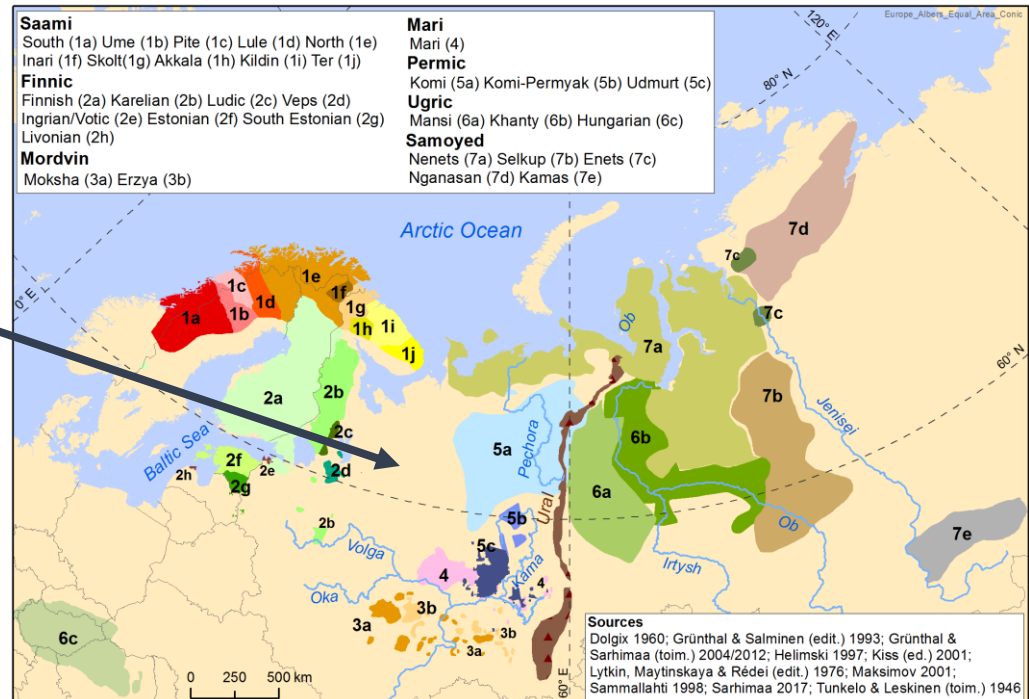 Europe_Albers_Equal_Area_Conic
Saami
South (1a) Ume (1b) Pite (1c) Lule (1d) North (1e)
Inari (1f) Skolt(1g) Akkala (1h) Kildin (1i) Ter (1j)
Finnic
Finnish (2a) Karelian (2b) Ludic (2c) Veps (2d)
Ingrian/Votic (2e) Estonian (2f) South Estonian (2g)
Livonian (2h)
Mordvin
Moksha (3a) Erzya (3b)
Mari
Mari (4)
Permic
Komi (5a) Komi-Permyak (5b) Udmurt (5c)
Ugric
Mansi (6a) Khanty (6b) Hungarian (6c)
Samoyed
Nenets (7a) Selkup (7b) Enets (7c)
Nganasan (7d) Kamas (7e)
120° E
80° N
Arctic Ocean
7d
7c
0° E
1c
1e
1f
1d
1g
1a
1b
1h
1i
1j
7c
Ob
7a
60° N
2a
2b
7b
Jenisei
Baltic Sea
2c
5a
Pechora
6b
2f
2e
2d
2h
2g
Ural
6a
5b
Ob
2b
Volga
5c
Kama
4
4
Irtysh
7e
Oka
3b
3a
3b
3a
6c
0 250 500 km
60° E
Sources
Dolgix 1960; Grünthal & Salminen (edit.) 1993; Grünthal &
Sarhimaa (toim.) 2004/2012; Helimski 1997; Kiss (ed.) 2001;
Lytkin, Maytinskaya & Rédei (edit.) 1976; Maksimov 2001;
Sammallahti 1998; Sarhimaa 2017; Tunkelo & Leskinen (toim.) 1946